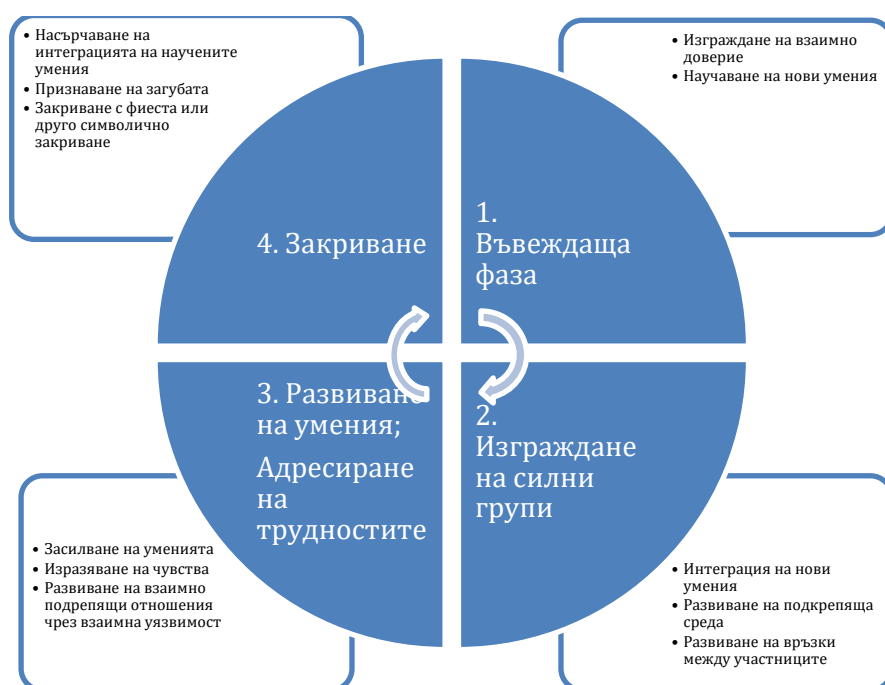 • Насърчаване на
интеграцията на научените
умения
• Признаване на загубата
• Закриване с фиеста или
друго символично
закриване
• Изграждане на взаимно
доверие
• Научаване на нови умения
4. Закриване
1.
Въвеждаща
фаза
3. Развиване
на умения;
Адресиране
на
трудностите
2.
Изграждане
на силни
групи
• Засилване на уменията
• Изразяване на чувства
• Развиване на взаимно
подрепящи отношения
чрез взаимна уязвимост
• Интеграция на нови
умения
• Развиване на подкрепяща
среда
• Развиване на връзки
между участниците